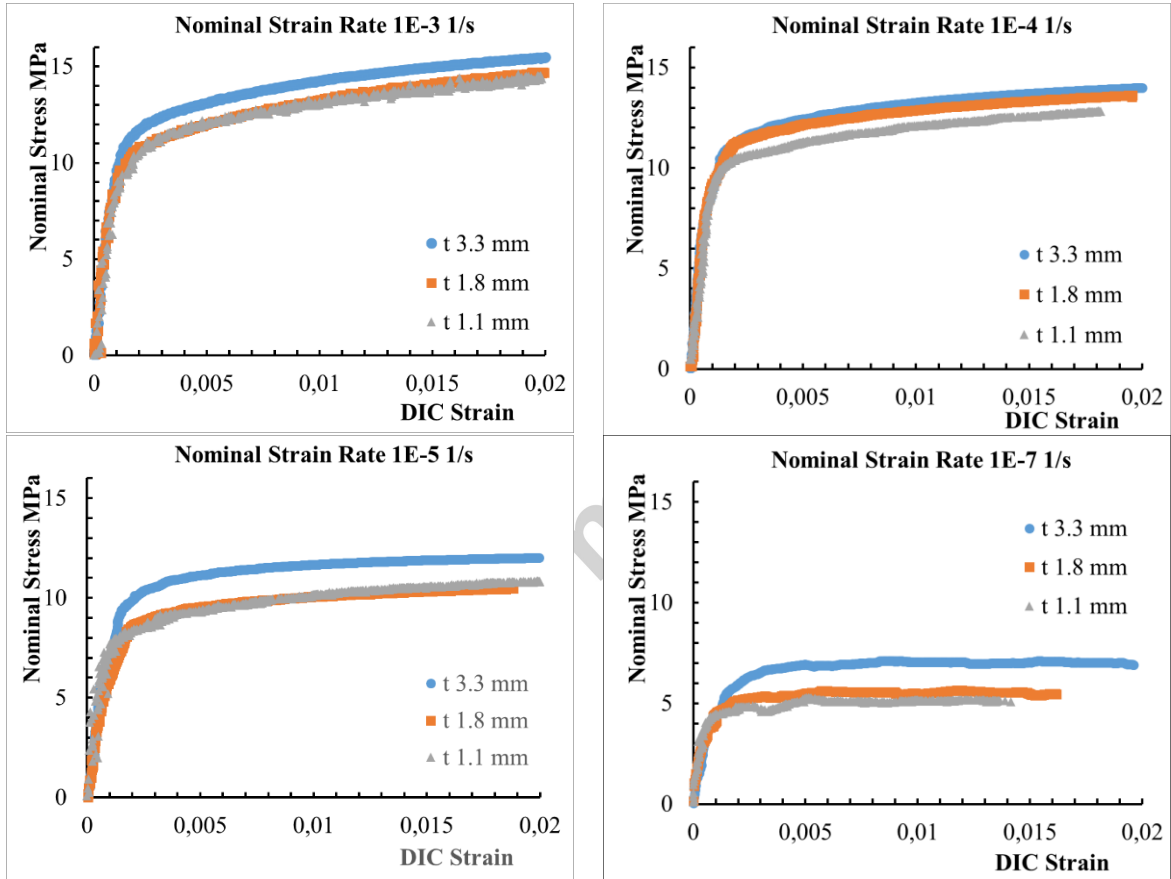 Nominal Strain Rate 1E-3 1/s
Nominal Stress MPa
15
10
5
0
t 3.3 mm
t 1.8 mm
t 1.1 mm
0 0,005 0,01 0,015 0,02
DIC Strain
Nominal Strain Rate 1E-4 1/s
Nominal Stress MPa
15
10
5
0
t 3.3 mm
t 1.8 mm
t 1.1 mm
0 0,005 0,01 0,015 0,02
DIC Strain
Nominal Strain Rate 1E-5 1/s
Nominal Stress MPa
15
10
5
0
t 3.3 mm
t 1.8 mm
t 1.1 mm
0 0,005 0,01 0,015 0,02
DIC Strain
Nominal Strain Rate 1E-7 1/s
Nominal Stress MPa
15
10
5
0
t 3.3 mm
t 1.8 mm
t 1.1 mm
0 0,005 0,01 0,015 0,02
DIC Strain